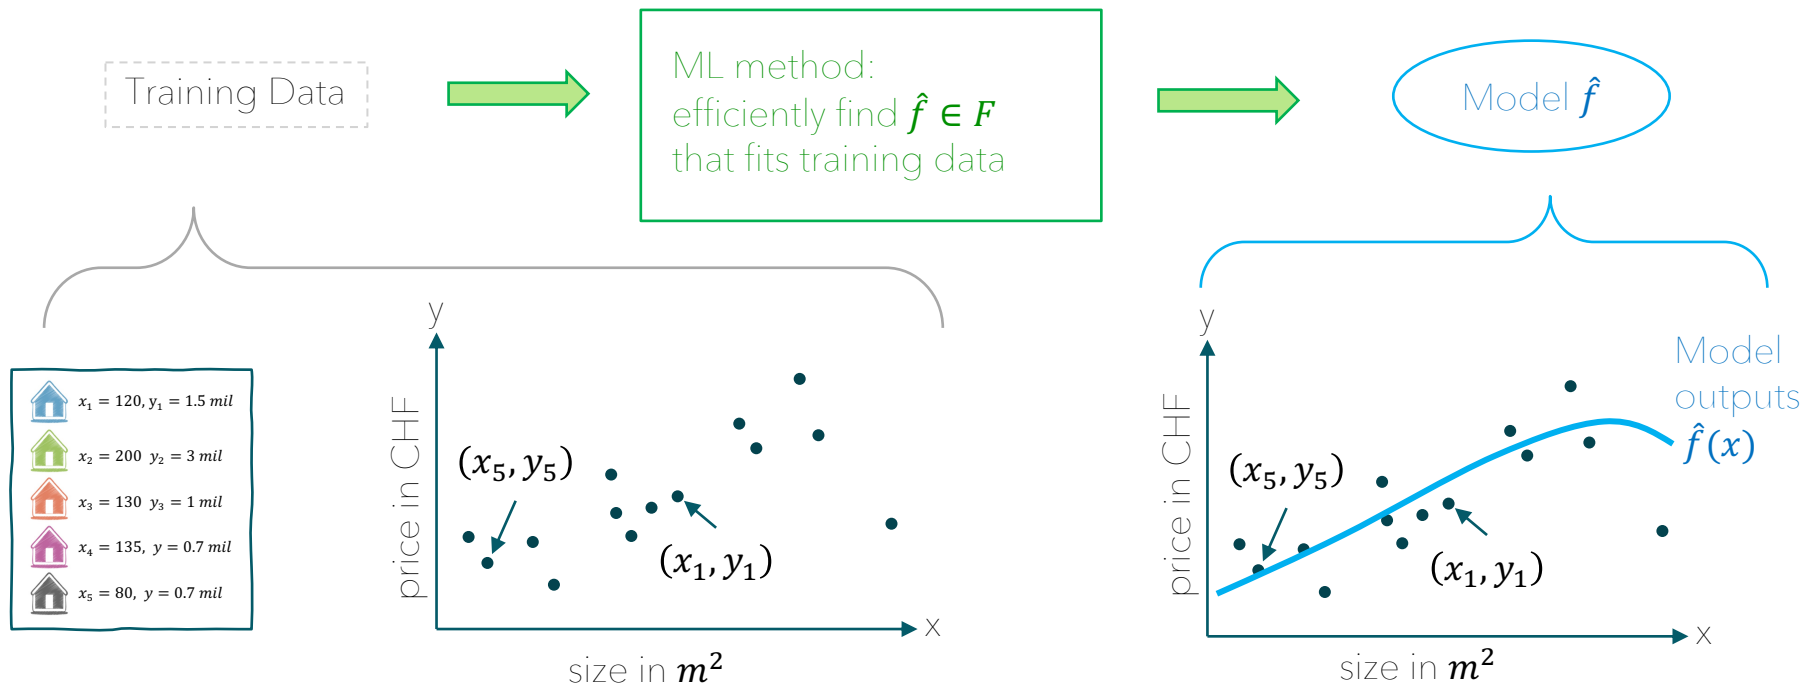 Training Data
ML method:
efficiently find f̂ ∈ F
that fits training data
Model f̂
x₁ = 120, y₁ = 1.5 mil
x₂ = 200 y₂ = 3 mil
x₃ = 130 y₃ = 1 mil
x₄ = 135, y = 0.7 mil
x₅ = 80, y = 0.7 mil
y
price in CHF
(x₅, y₅)
(x₁, y₁)
x
size in m²
y
price in CHF
(x₅, y₅)
(x₁, y₁)
x
size in m²
Model
outputs
f̂(x)